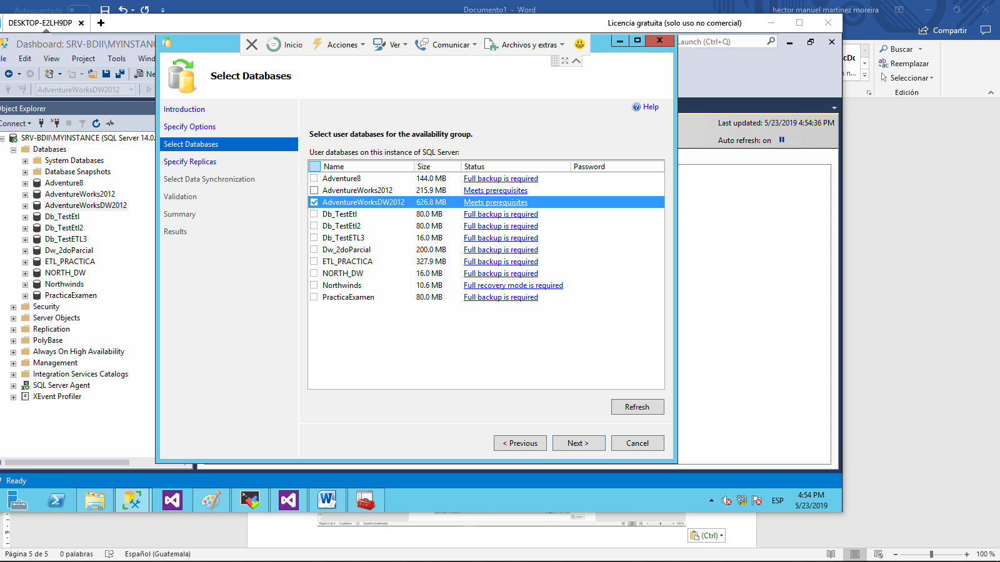 Autoguardado
Documento1 - Word
hector manuel martinez moreira
DESKTOP-E2LH9DP
Licencia gratuita (solo uso no comercial)
Compartir
Dashboard: SRV-BDII\MYINSTANC
Inicio
Acciones
Ver
Comunicar
Archivos y extras
Launch (Ctrl+Q)
Buscar
Reemplazar
Seleccionar
Edición
le Edit View Project Tools Wind
Ne
AdventureWorksDW2012
bject Explorer
Connect
SRV-BDII\MYINSTANCE (SQL Server 14.0.
Databases
System Databases
Database Snapshots
Adventure8
AdventureWorks2012
AdventureWorksDW2012
Db_TestEtl
Db_TestEtl2
Db_TestETL3
Dw_2doParcial
ETL_PRACTICA
NORTH_DW
Northwinds
PracticaExamen
Security
Server Objects
Replication
PolyBase
Always On High Availability
Management
Integration Services Catalogs
SQL Server Agent
XEvent Profiler
Select Databases
Introduction
Specify Options
Select Databases
Specify Replicas
Select Data Synchronization
Validation
Summary
Results
Help
Select user databases for the availability group.
User databases on this instance of SQL Server:
Name Size Status Password
Adventure8 144.0 MB Full backup is required
AdventureWorks2012 215.9 MB Meets prerequisites
AdventureWorksDW2012 626.8 MB Meets prerequisites
Db_TestEtl 80.0 MB Full backup is required
Db_TestEtl2 80.0 MB Full backup is required
Db_TestETL3 16.0 MB Full backup is required
Dw_2doParcial 200.0 MB Full backup is required
ETL_PRACTICA 327.9 MB Full backup is required
NORTH_DW 16.0 MB Full backup is required
Northwinds 10.6 MB Full recovery mode is required
PracticaExamen 80.0 MB Full backup is required
Refresh
< Previous
Next >
Cancel
Last updated: 5/23/2019 4:54:36 PM
Auto refresh: on
Ready
ESP
4:54 PM
5/23/2019
(Ctrl)
Página 5 de 5
0 palabras
Español (Guatemala)
100 %